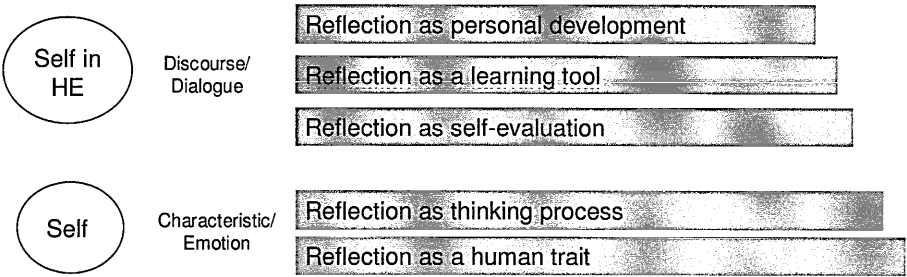 Self in
HE
Discourse/
Dialogue
Reflection as personal development
Reflection as a learning tool
Reflection as self-evaluation
Self
Characteristic/
Emotion
Reflection as thinking process
Reflection as a human trait